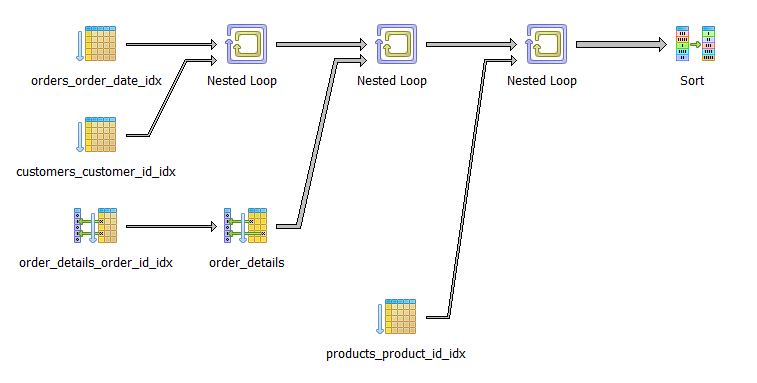 orders_order_date_idx
Nested Loop
Nested Loop
Nested Loop
Sort
customers_customer_id_idx
order_details_order_id_idx
order_details
products_product_id_idx